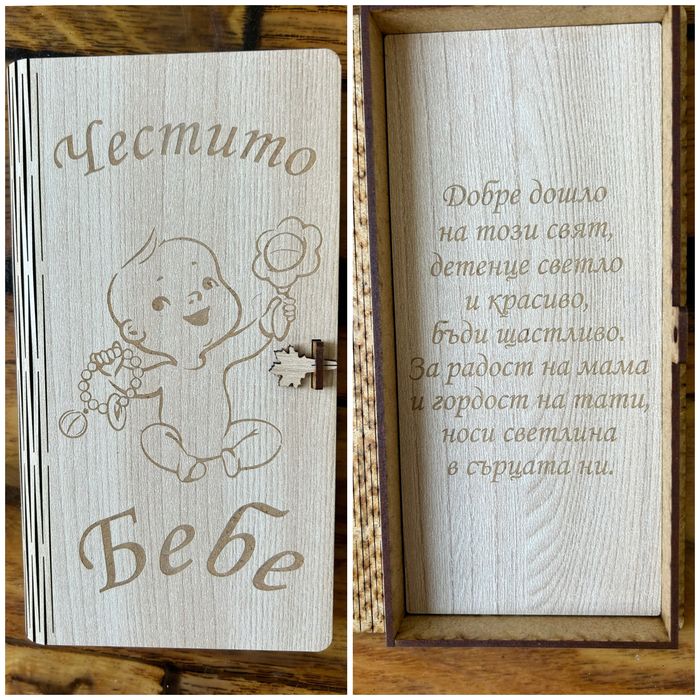 Честито
Бебе
Добре дошло
на този свят,
детенце светло
и красиво,
бъди щастливо.
За радост на мама
и гордост на тати,
носи светлина
в сърцата ни.